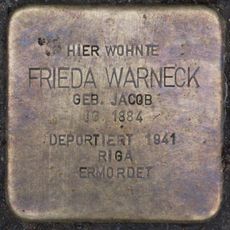 HIER WOHNTE
FRIEDA WARNECK
GEB. JACOB
JG. 1884
DEPORTIERT 1941
RIGA
ERMORDET